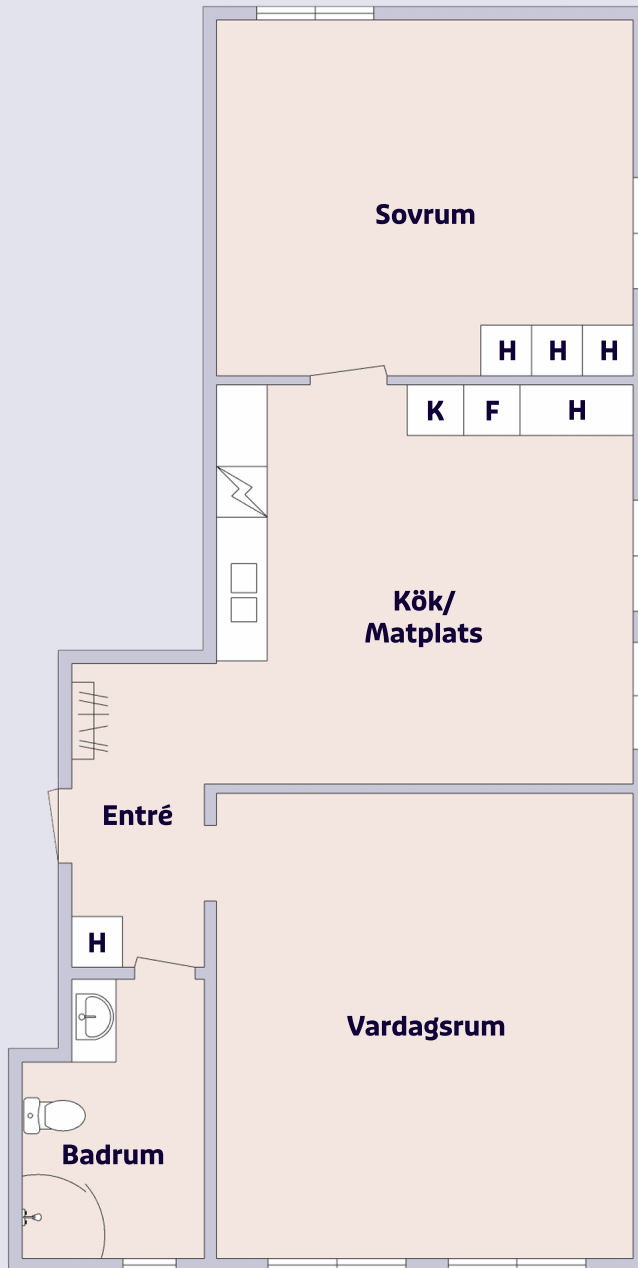 Sovrum
H H H
K F H
Kök/
Matplats
Entré
H
Vardagsrum
Badrum